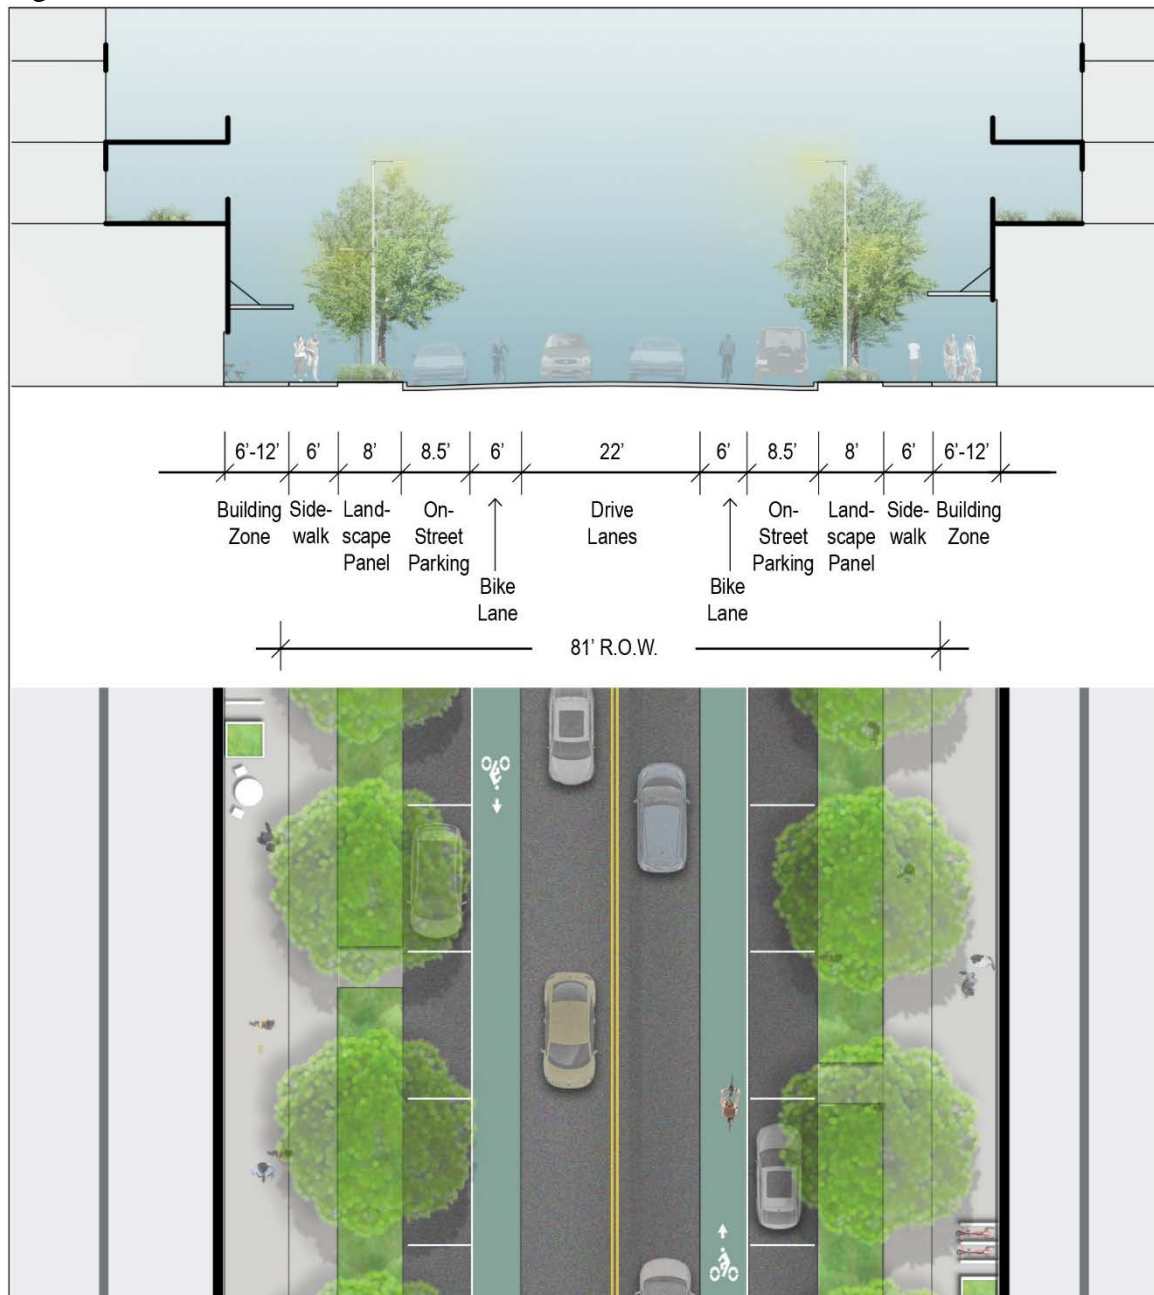 6’-12’ 6’ 8’ 8.5’ 6’ 22’ 6’ 8.5’ 8’ 6’ 6’-12’
Building Zone
Side-
walk
Land-
scape
Panel
On-
Street
Parking
Bike
Lane
Drive
Lanes
Bike
Lane
On-
Street
Parking
Land-
scape
Panel
Side-
walk
Building
Zone
81’ R.O.W.